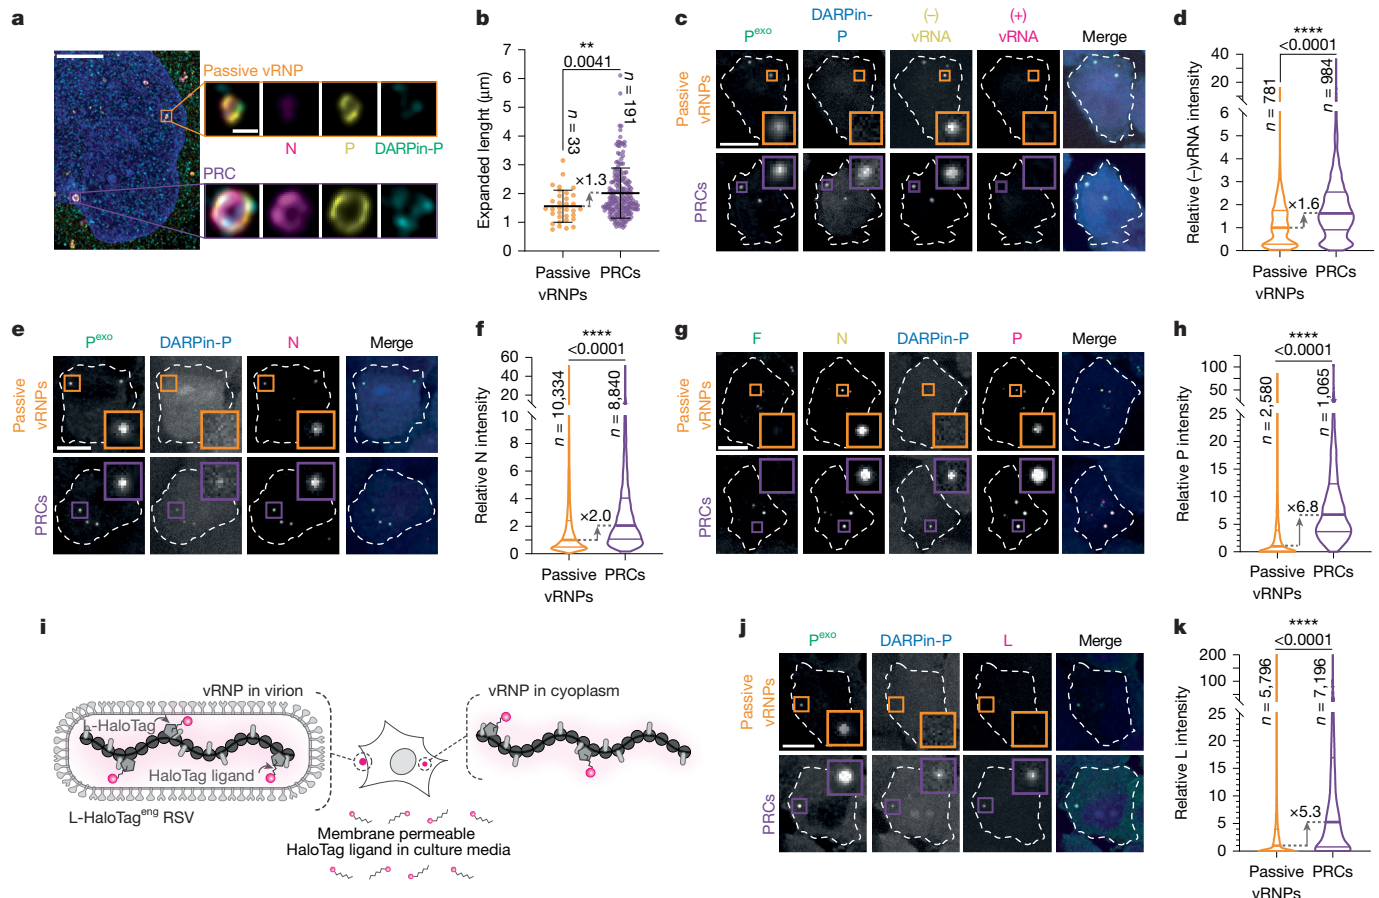 a
Passive vRNP
N
P
DARPin-P
PRC
b
**
0.0041
Expanded lenght (μm)
7
6
5
4
3
2
1
0
n = 33
n = 191
×1.3
Passive
vRNPs
PRCs
c
P^exo
DARPin-
P
(–)
vRNA
(+)
vRNA
Merge
Passive
vRNPs
PRCs
d
****
<0.0001
Relative (–)vRNA intensity
40
20
6
5
4
3
2
1
0
n = 781
n = 984
×1.6
Passive
vRNPs
PRCs
e
P^exo
DARPin-P
N
Merge
Passive
vRNPs
PRCs
f
****
<0.0001
Relative N intensity
60
50
40
30
20
10
8
6
4
2
0
n = 10,334
n = 8,840
×2.0
Passive
vRNPs
PRCs
g
F
N
DARPin-P
P
Merge
Passive
vRNPs
PRCs
h
****
<0.0001
Relative P intensity
100
50
25
20
15
10
5
0
n = 2,580
n = 1,065
×6.8
Passive
vRNPs
PRCs
i
vRNP in virion
L-HaloTag
HaloTag ligand
L-HaloTag^eng RSV
vRNP in cyoplasm
Membrane permeable
HaloTag ligand in culture media
j
P^exo
DARPin-P
L
Merge
Passive
vRNPs
PRCs
k
****
<0.0001
Relative L intensity
200
100
25
20
15
10
5
0
n = 5,796
n = 7,196
×5.3
Passive
vRNPs
PRCs